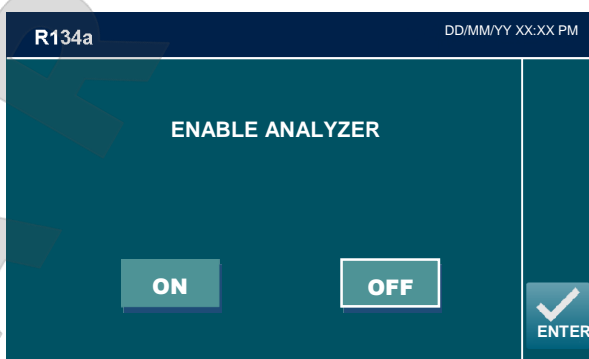 R134a
DD/MM/YY XX:XX PM
ENABLE ANALYZER
ON
OFF
ENTER